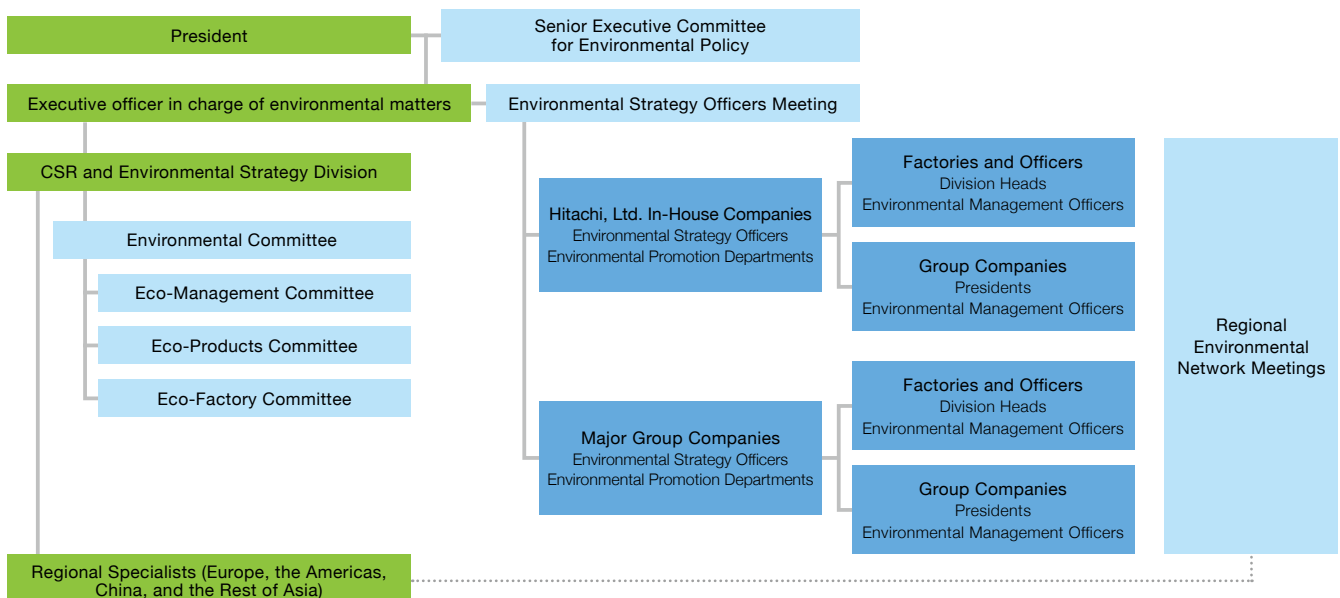 President
Senior Executive Committee
for Environmental Policy
Executive officer in charge of environmental matters
Environmental Strategy Officers Meeting
CSR and Environmental Strategy Division
Environmental Committee
Eco-Management Committee
Eco-Products Committee
Eco-Factory Committee
Hitachi, Ltd. In-House Companies
Environmental Strategy Officers
Environmental Promotion Departments
Factories and Officers
Division Heads
Environmental Management Officers
Group Companies
Presidents
Environmental Management Officers
Major Group Companies
Environmental Strategy Officers
Environmental Promotion Departments
Factories and Officers
Division Heads
Environmental Management Officers
Group Companies
Presidents
Environmental Management Officers
Regional
Environmental
Network Meetings
Regional Specialists (Europe, the Americas,
China, and the Rest of Asia)